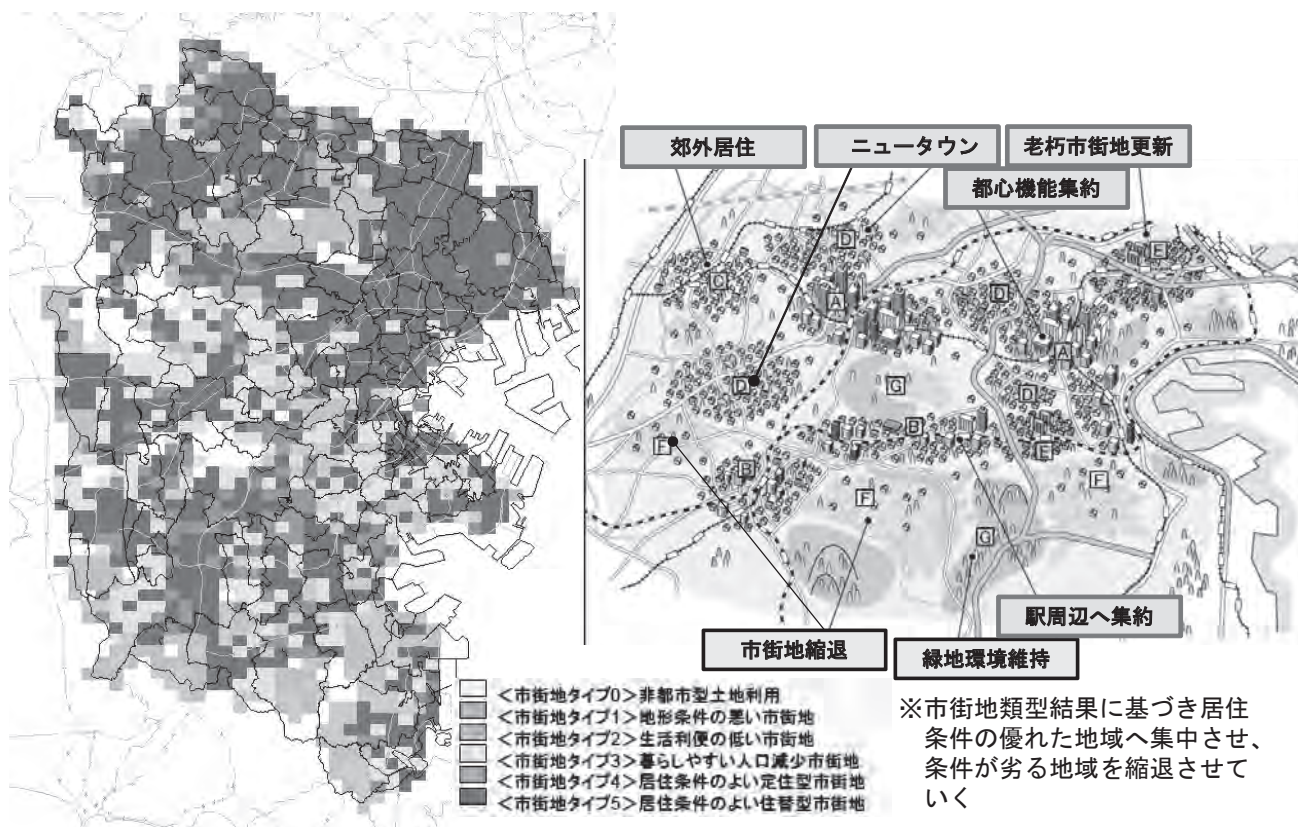 郊外居住
ニュータウン
老朽市街地更新
都心機能集約
D
E
C
A
D
A
D
G
D
B
E
F
B
F
F
G
駅周辺へ集約
市街地縮退
緑地環境維持
<市街地タイプ0>非都市型土地利用
<市街地タイプ1>地形条件の悪い市街地
<市街地タイプ2>生活利便の低い市街地
<市街地タイプ3>暮らしやすい人口減少市街地
<市街地タイプ4>居住条件のよい定住型市街地
<市街地タイプ5>居住条件のよい住替型市街地
※市街地類型結果に基づき居住
条件の優れた地域へ集中させ、
条件が劣る地域を縮退させて
いく